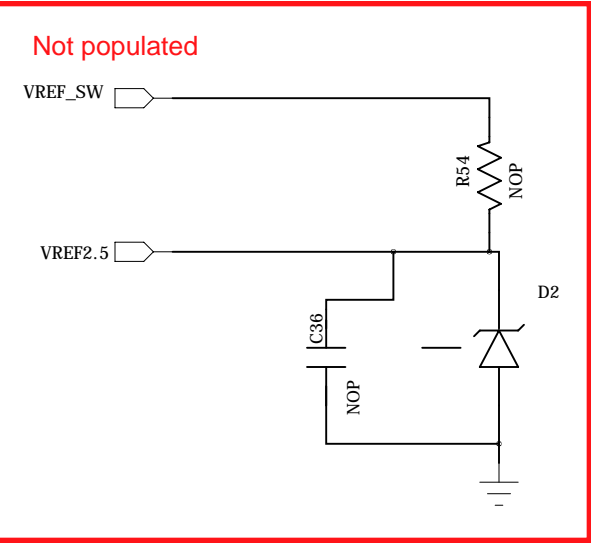 Not populated
VREF_SW
R54
NOP
VREF2.5
D2
C36
NOP